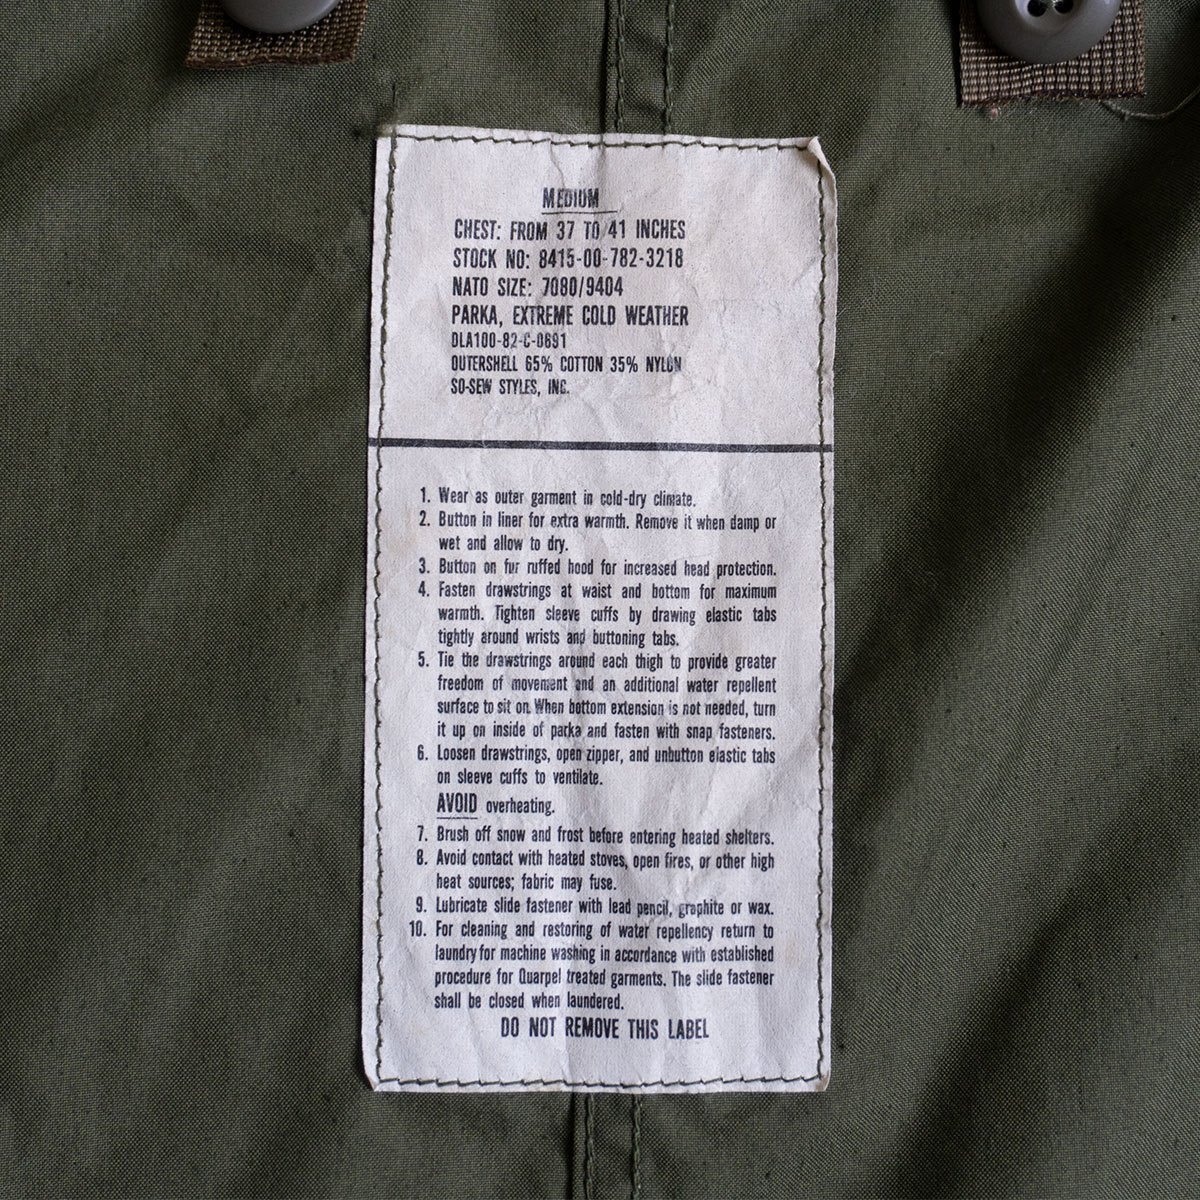 MEDIUM
CHEST: FROM 37 TO 41 INCHES
STOCK NO: 8415-00-782-3218
NATO SIZE: 7080/9404
PARKA, EXTREME COLD WEATHER
DLA100-82-C-0691
OUTERSHELL 65% COTTON 35% NYLON
SO-SEW STYLES, INC.
1. Wear as outer garment in cold-dry climate.
2. Button in liner for extra warmth. Remove it when damp or
wet and allow to dry.
3. Button on fur ruffed hood for increased head protection.
4. Fasten drawstrings at waist and bottom for maximum
warmth. Tighten sleeve cuffs by drawing elastic tabs
tightly around wrists and buttoning tabs.
5. Tie the drawstrings around each thigh to provide greater
freedom of movement and an additional water repellent
surface to sit on. When bottom extension is not needed, turn
it up on inside of parka and fasten with snap fasteners.
6. Loosen drawstrings, open zipper, and unbutton elastic tabs
on sleeve cuffs to ventilate.
AVOID overheating.
7. Brush off snow and frost before entering heated shelters.
8. Avoid contact with heated stoves, open fires, or other high
heat sources; fabric may fuse.
9. Lubricate slide fastener with lead pencil, graphite or wax.
10. For cleaning and restoring of water repellency return to
laundry for machine washing in accordance with established
procedure for Quarpel treated garments. The slide fastener
shall be closed when laundered.
DO NOT REMOVE THIS LABEL